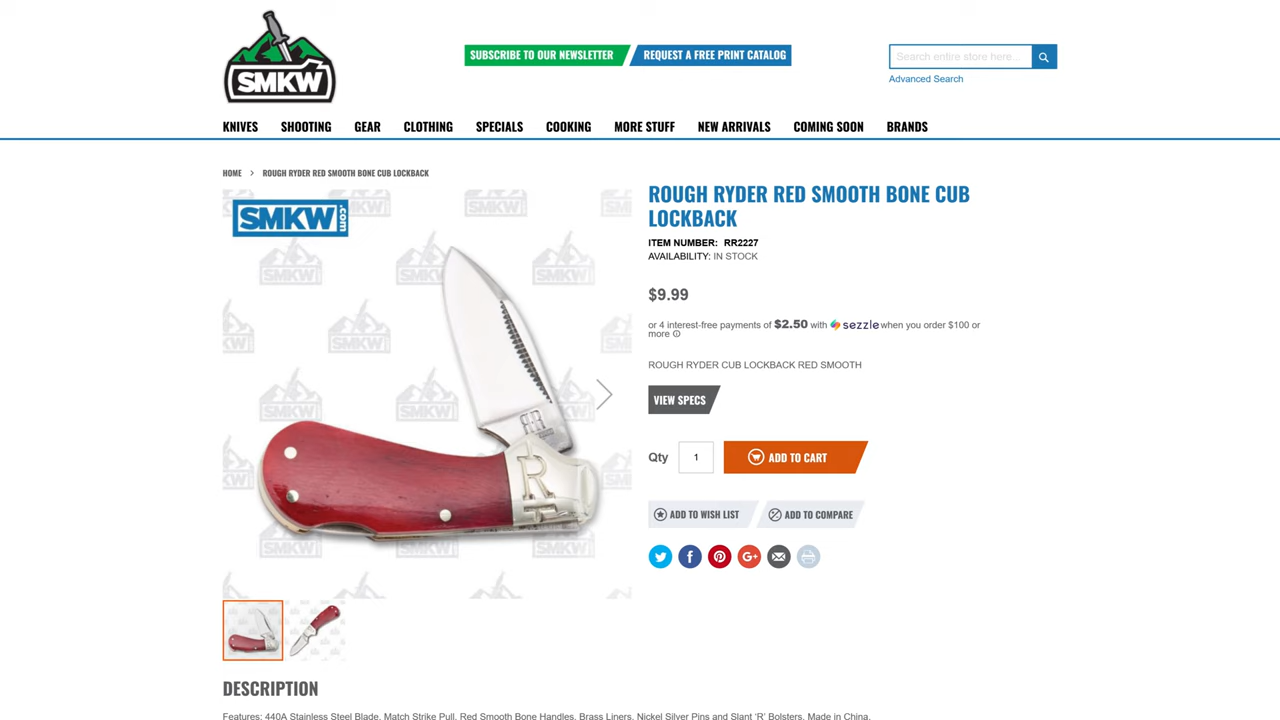 SMKW
SUBSCRIBE TO OUR NEWSLETTER
REQUEST A FREE PRINT CATALOG
Search entire store here...
Advanced Search
KNIVES SHOOTING GEAR CLOTHING SPECIALS COOKING MORE STUFF NEW ARRIVALS COMING SOON BRANDS
HOME > ROUGH RYDER RED SMOOTH BONE CUB LOCKBACK
SMKW.com
ROUGH RYDER RED SMOOTH BONE CUB
LOCKBACK
ITEM NUMBER: RR2227
AVAILABILITY: IN STOCK
$9.99
or 4 interest-free payments of $2.50 with sezzle when you order $100 or
more
ROUGH RYDER CUB LOCKBACK RED SMOOTH
VIEW SPECS
Qty 1 ADD TO CART
ADD TO WISH LIST ADD TO COMPARE
DESCRIPTION
Features: 440A Stainless Steel Blade, Match Strike Pull, Red Smooth Bone Handles, Brass Liners, Nickel Silver Pins and Slant 'R' Bolsters. Made in China.